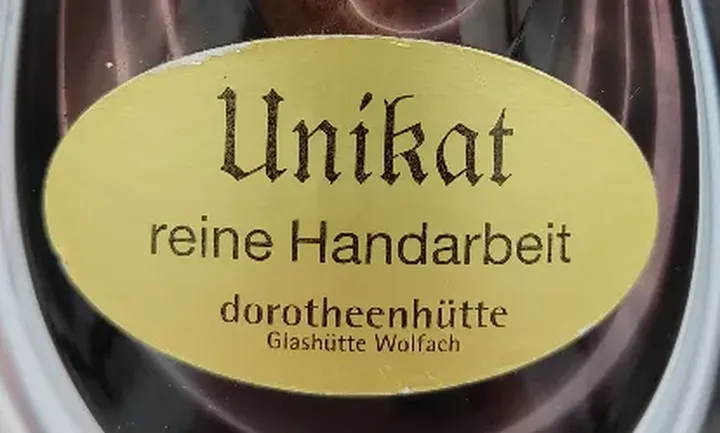 Unikat
reine Handarbeit
dorotheenhütte
Glashütte Wolfach